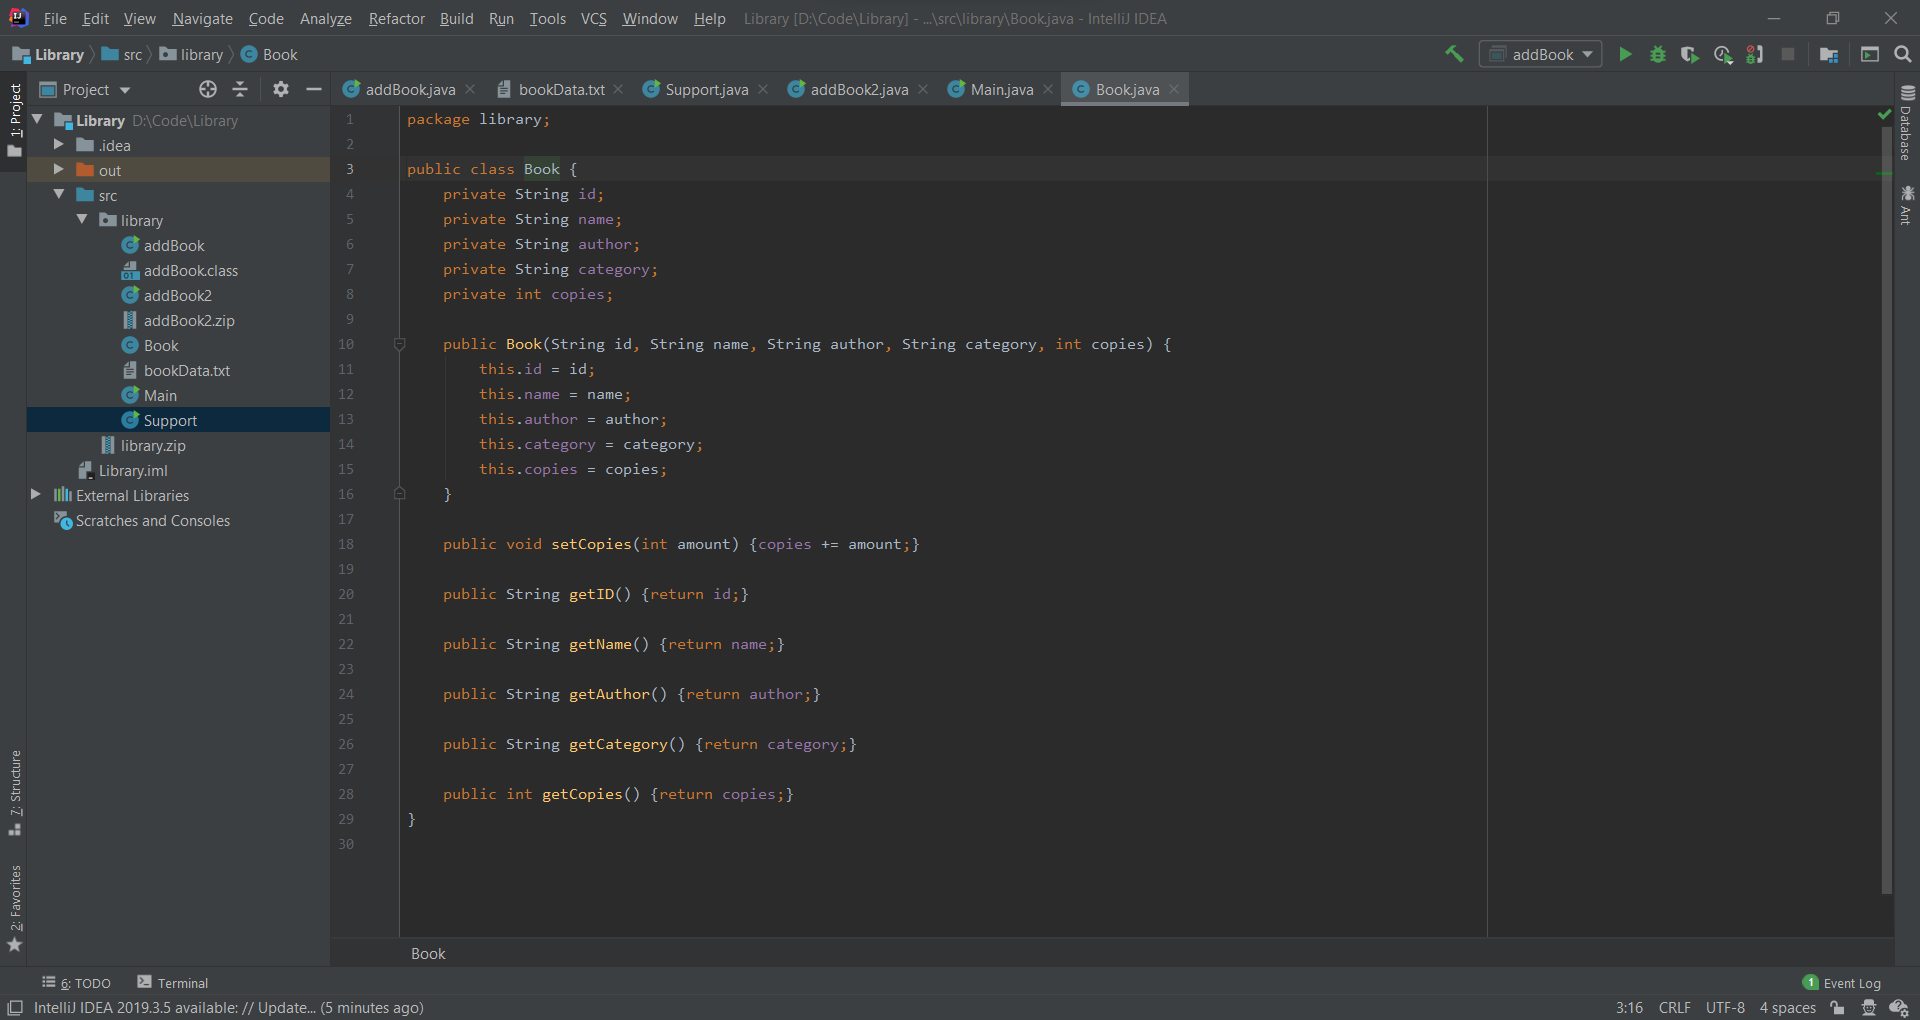 File Edit View Navigate Code Analyze Refactor Build Run Tools VCS Window Help Library [D:\Code\Library] - ...\src\library\Book.java - IntelliJ IDEA
Library src library Book addBook
1: Project
Project
addBook.java bookData.txt Support.java addBook2.java Main.java Book.java
Library D:\Code\Library
.idea
out
src
library
addBook
addBook.class
addBook2
addBook2.zip
Book
bookData.txt
Main
Support
library.zip
Library.iml
External Libraries
Scratches and Consoles
7: Structure
2: Favorites
1 package library;
2
3 public class Book {
4     private String id;
5     private String name;
6     private String author;
7     private String category;
8     private int copies;
9
10     public Book(String id, String name, String author, String category, int copies) {
11         this.id = id;
12         this.name = name;
13         this.author = author;
14         this.category = category;
15         this.copies = copies;
16     }
17
18     public void setCopies(int amount) {copies += amount;}
19
20     public String getID() {return id;}
21
22     public String getName() {return name;}
23
24     public String getAuthor() {return author;}
25
26     public String getCategory() {return category;}
27
28     public int getCopies() {return copies;}
29 }
30
Database
Ant
Book
6: TODO Terminal 1 Event Log
IntelliJ IDEA 2019.3.5 available: // Update... (5 minutes ago) 3:16 CRLF UTF-8 4 spaces